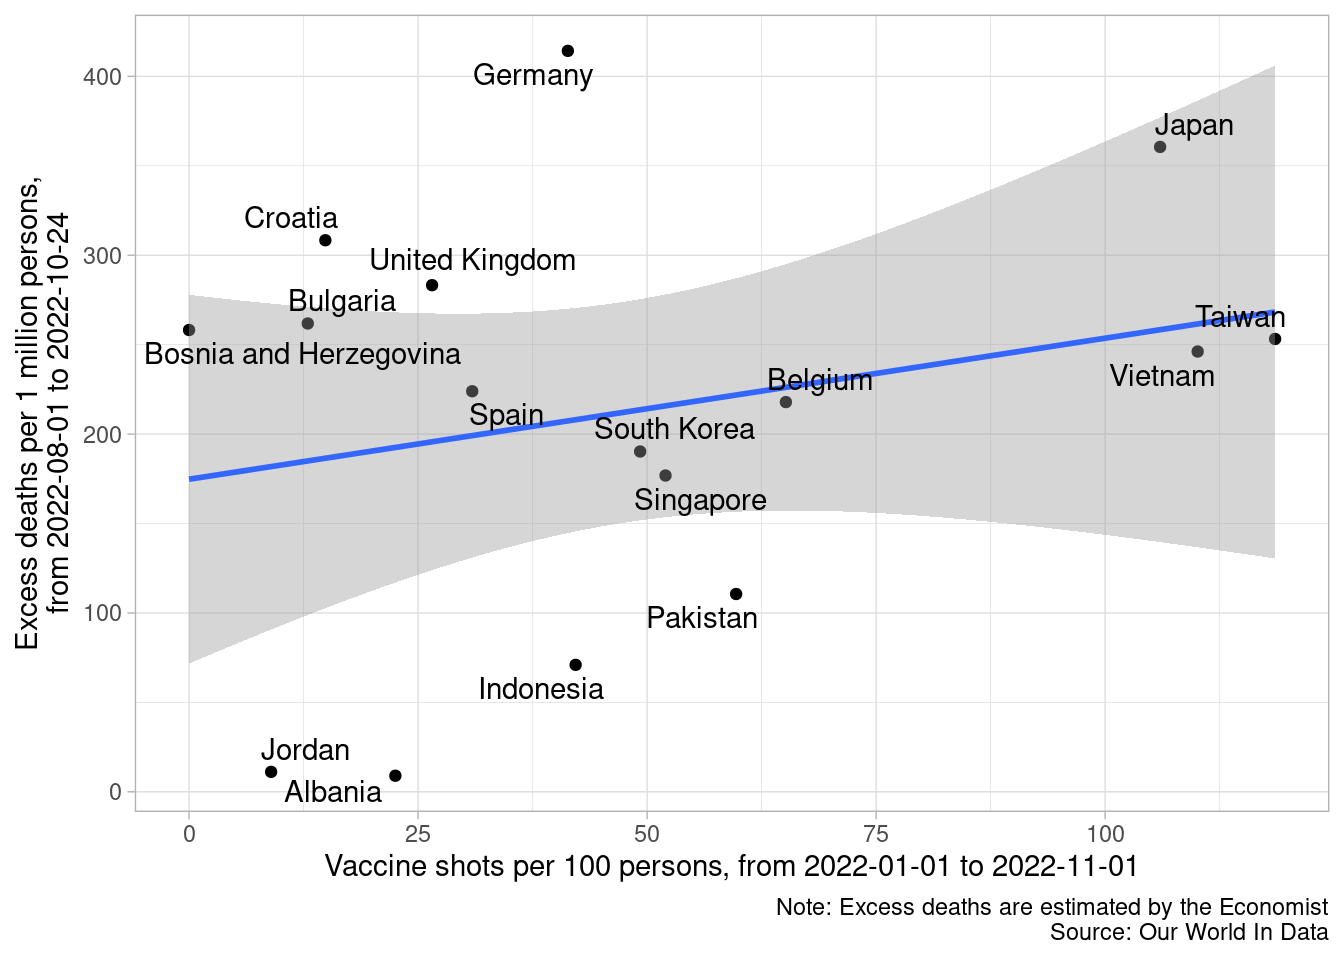 Germany
400
Japan
Croatia
United Kingdom
300
Bulgaria
Taiwan
Bosnia and Herzegovina
Vietnam
Belgium
Spain
South Korea
200
Singapore
Pakistan
100
Indonesia
Jordan
Albania
0
Excess deaths per 1 million persons,
from 2022-08-01 to 2022-10-24
0 25 50 75 100
Vaccine shots per 100 persons, from 2022-01-01 to 2022-11-01
Note: Excess deaths are estimated by the Economist
Source: Our World In Data